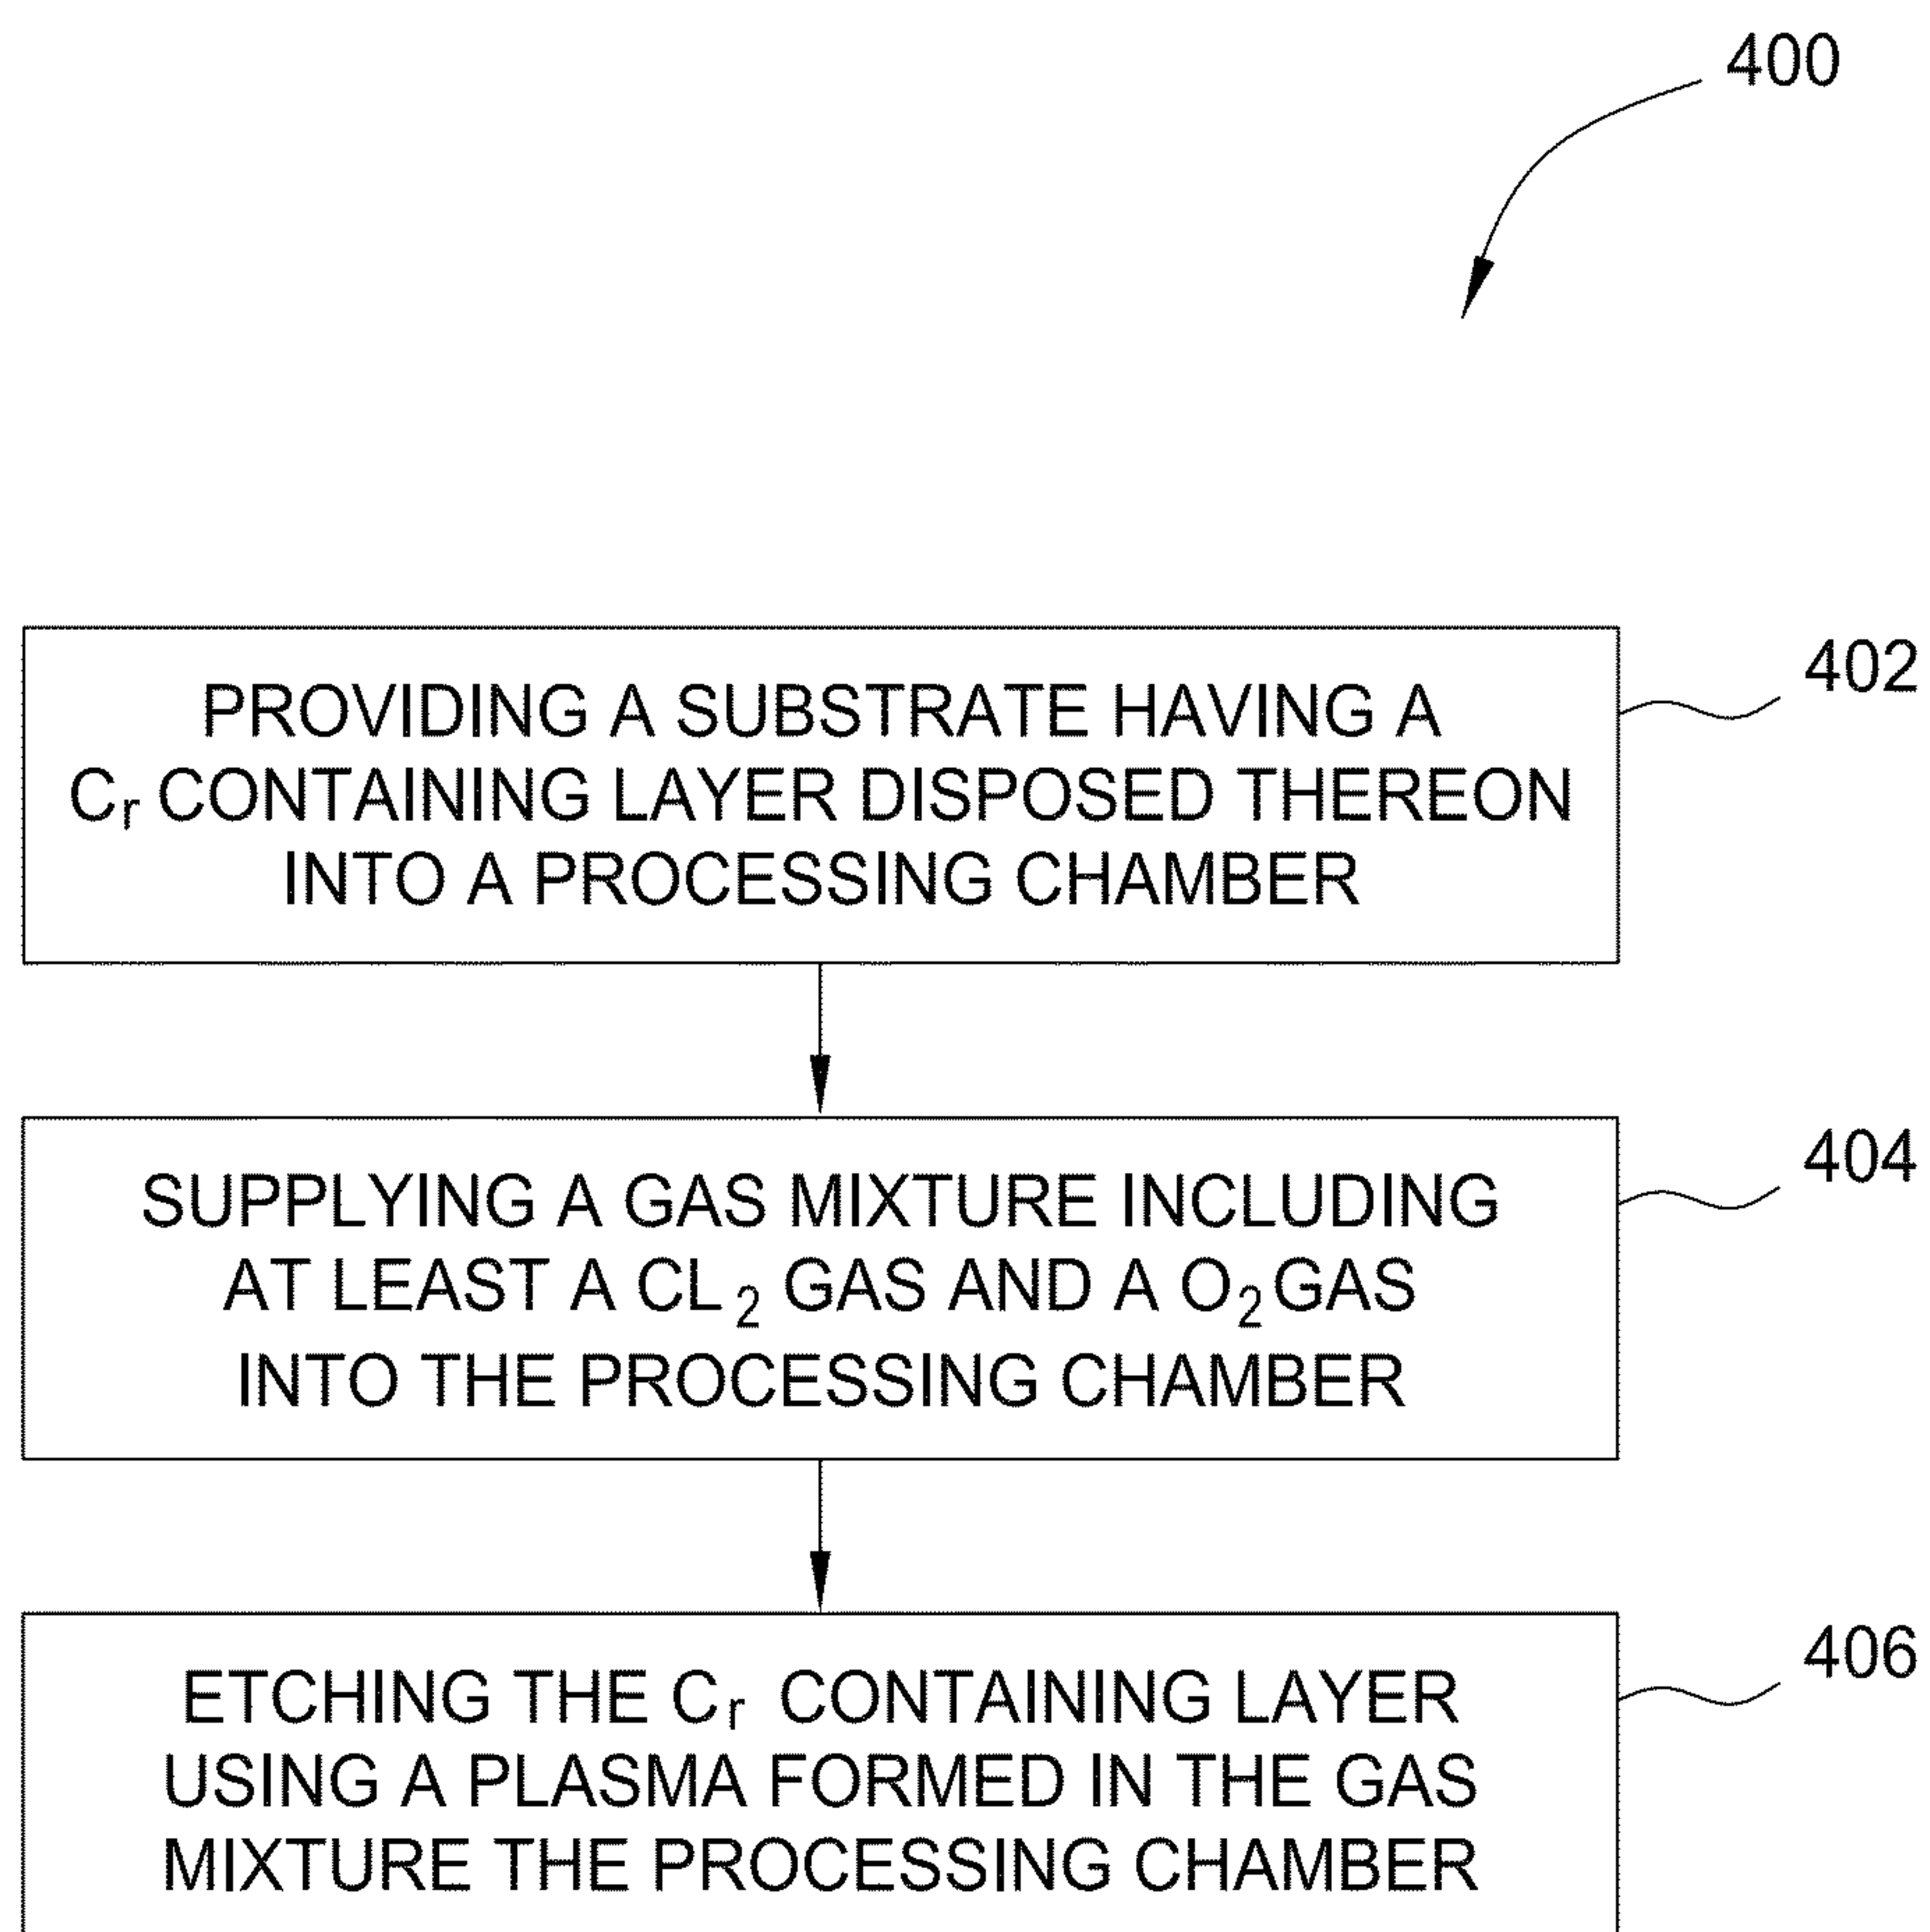 400
402
PROVIDING A SUBSTRATE HAVING A
Cr CONTAINING LAYER DISPOSED THEREON
INTO A PROCESSING CHAMBER
404
SUPPLYING A GAS MIXTURE INCLUDING
AT LEAST A CL2 GAS AND A O2 GAS
INTO THE PROCESSING CHAMBER
406
ETCHING THE Cr CONTAINING LAYER
USING A PLASMA FORMED IN THE GAS
MIXTURE THE PROCESSING CHAMBER